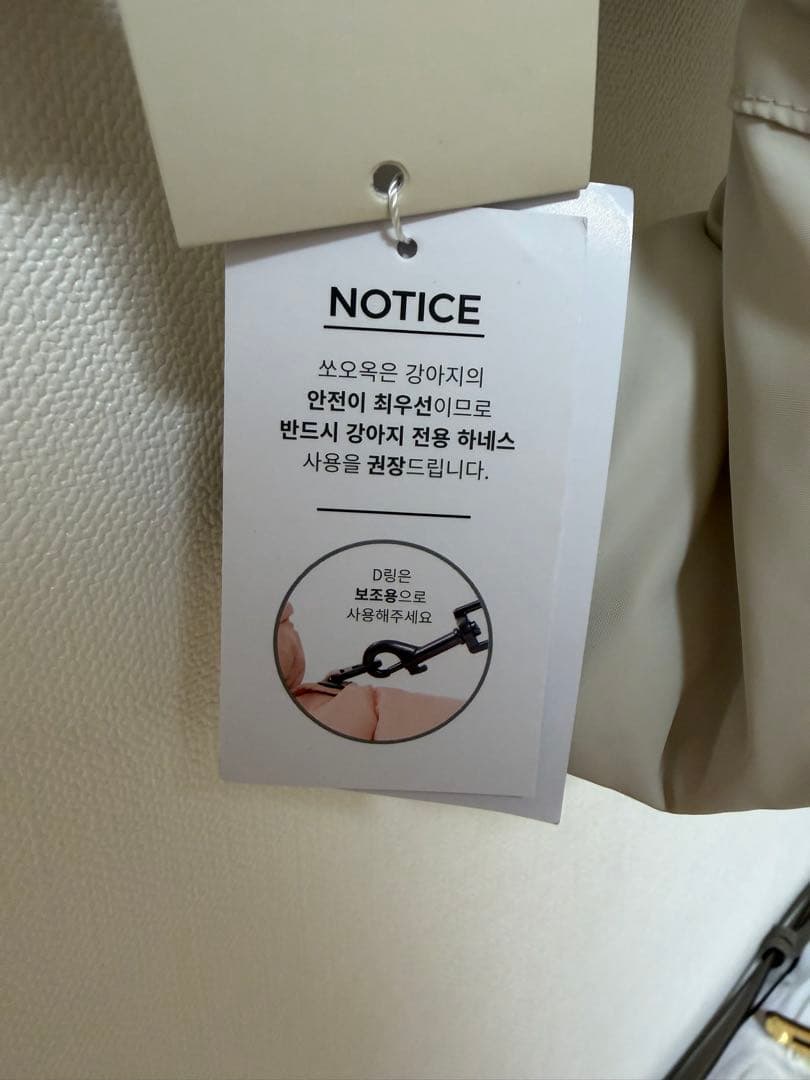 NOTICE
쏘오옥은 강아지의
안전이 최우선이므로
반드시 강아지 전용 하네스
사용을 권장드립니다.
D링은
보조용으로
사용해주세요